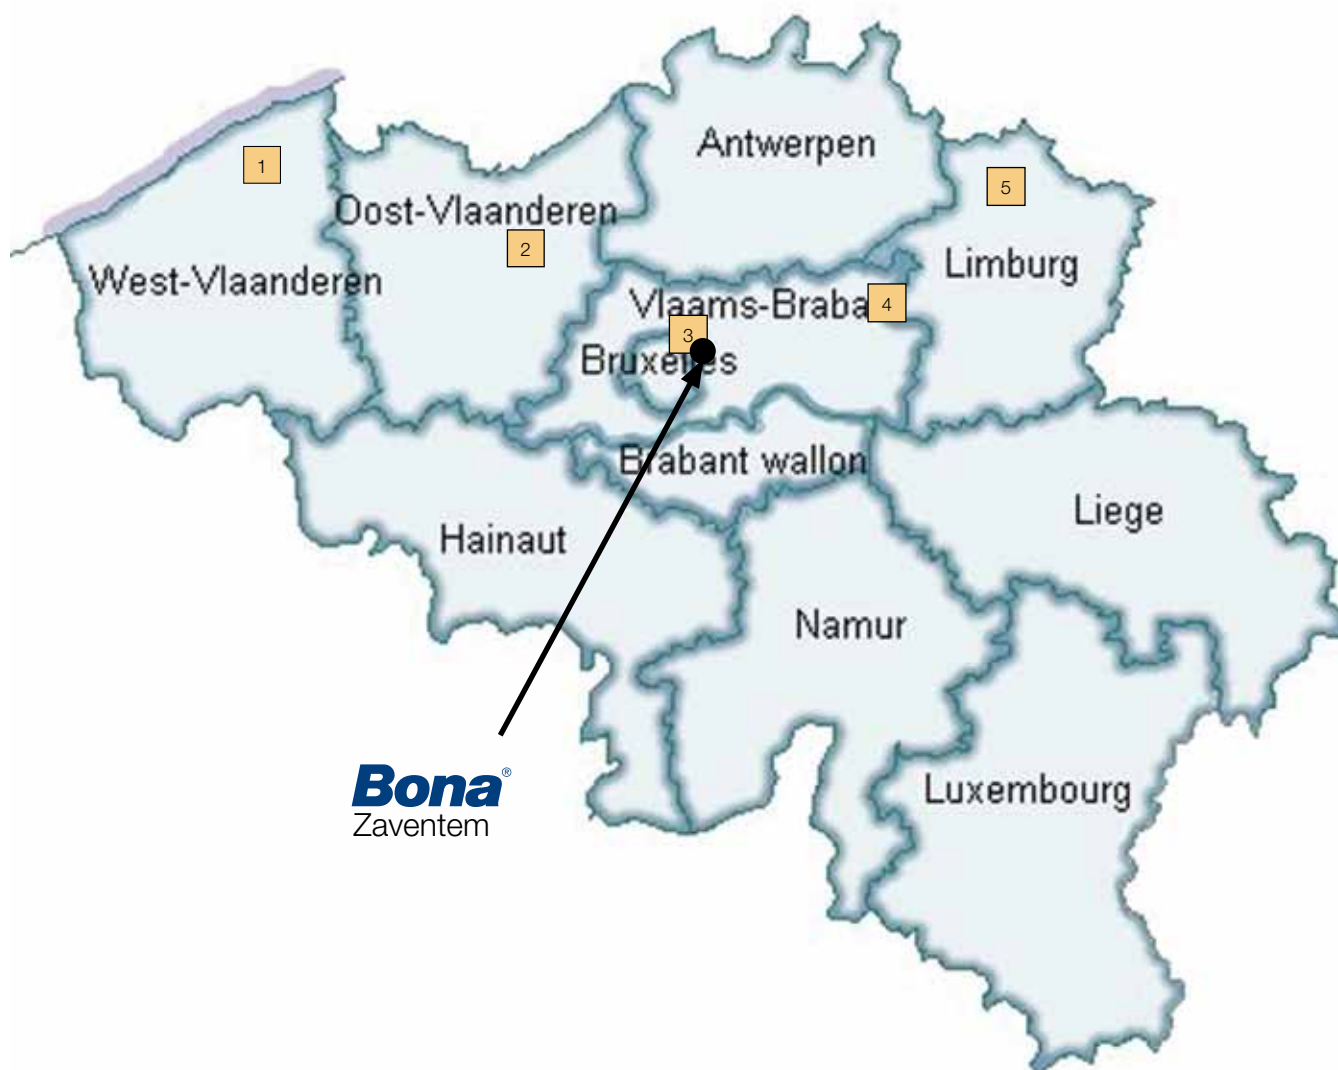 Antwerpen
1
5
Oost-Vlaanderen
2
West-Vlaanderen
Limburg
Vlaams-Braba
4
3
Bruxelles
Brabant wallon
Liege
Hainaut
Namur
Luxembourg
Bona®
Zaventem